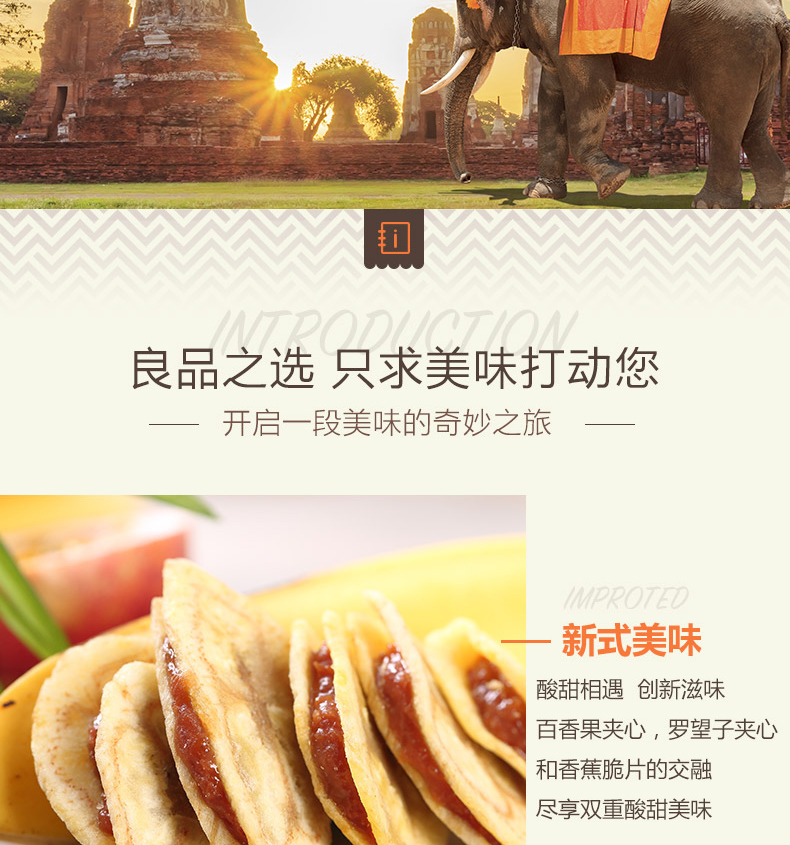 INTRODUCTION
良品之选 只求美味打动您
开启一段美味的奇妙之旅
IMPROTED
新式美味
酸甜相遇 创新滋味
百香果夹心，罗望子夹心
和香蕉脆片的交融
尽享双重酸甜美味